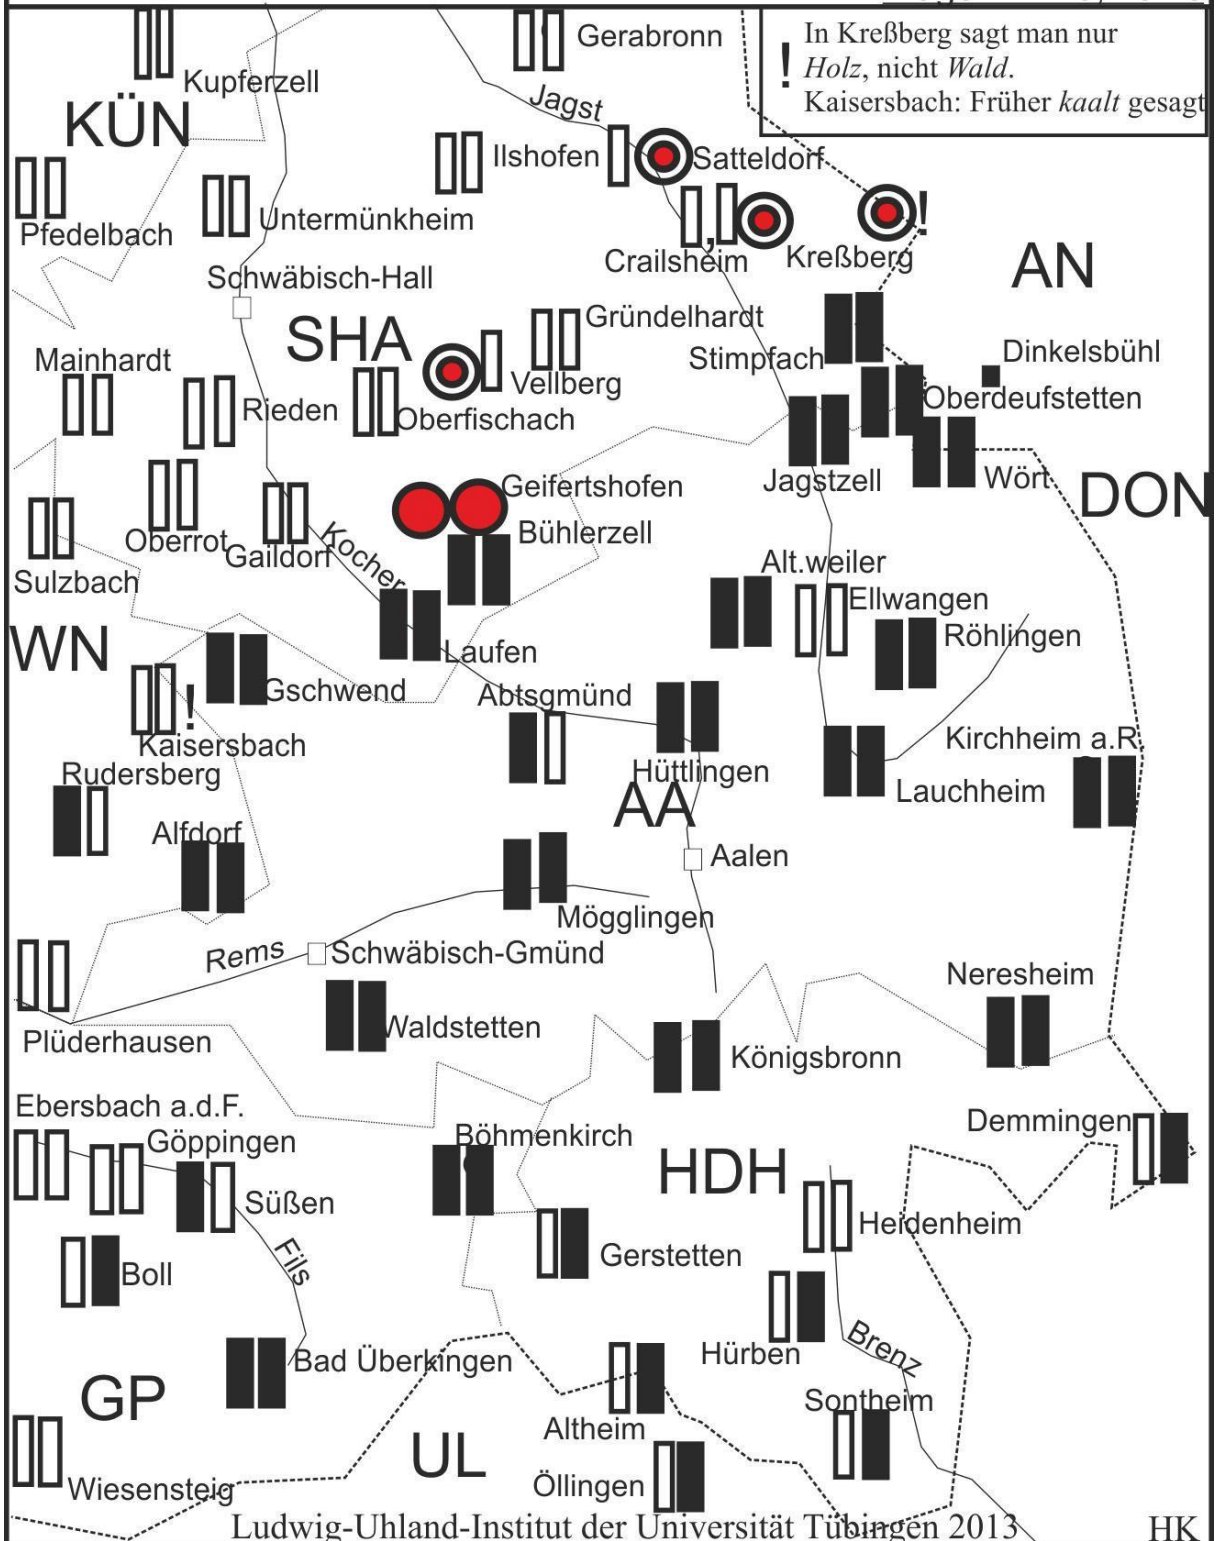 In Kreßberg sagt man nur
Holz, nicht Wald.
Kaisersbach: Früher kaalt gesagt
!
Gerabronn
Kupferzell
KÜN
Jagst
Ilshofen
Satteldorf
Pfedelbach
Untermünkheim
Crailsheim
Kreßberg
!
AN
Schwäbisch-Hall
SHA
Gründelhardt
Stimpfach
Dinkelsbühl
Mainhardt
Vellberg
Oberdeufstetten
Rieden
Oberfischach
Jagstzell
Wört
DON
Geifertshofen
Bühlerzell
Oberrot
Gaildorf
Kocher
Sulzbach
Alt.weiler
Ellwangen
Röhlingen
WN
Laufen
Gschwend
Abtsgmünd
!
Kaisersbach
Kirchheim a.R.
Rudersberg
Hüttlingen
Lauchheim
AA
Alfdorf
Aalen
Mögglingen
Rems
Schwäbisch-Gmünd
Neresheim
Plüderhausen
Waldstetten
Königsbronn
Ebersbach a.d.F.
Göppingen
Böhmenkirch
Demmingen
HDH
Süßen
Heidenheim
Gerstetten
Fils
Boll
Hürben
Brenz
Bad Überkingen
GP
Sontheim
Altheim
UL
Öllingen
Wiesensteig
Ludwig-Uhland-Institut der Universität Tübingen 2013
HK